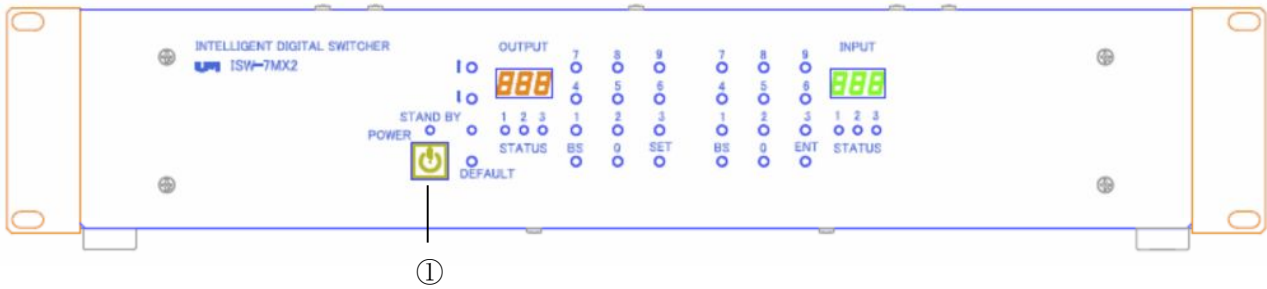 INTELLIGENT DIGITAL SWITCHER
ISW-7MX2
STAND BY
POWER
DEFAULT
OUTPUT
888
1 2 3
STATUS
7 8 9
4 5 6
1 2 3
BS 0 SET
7 8 9
4 5 6
1 2 3
BS 0 ENT
INPUT
888
1 2 3
STATUS
①